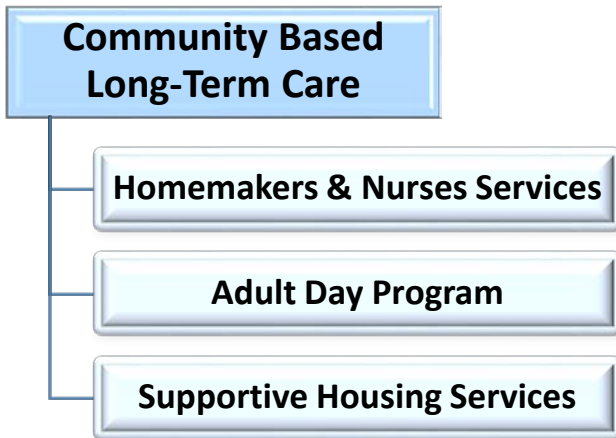 Community Based
Long-Term Care
Homemakers & Nurses Services
Adult Day Program
Supportive Housing Services